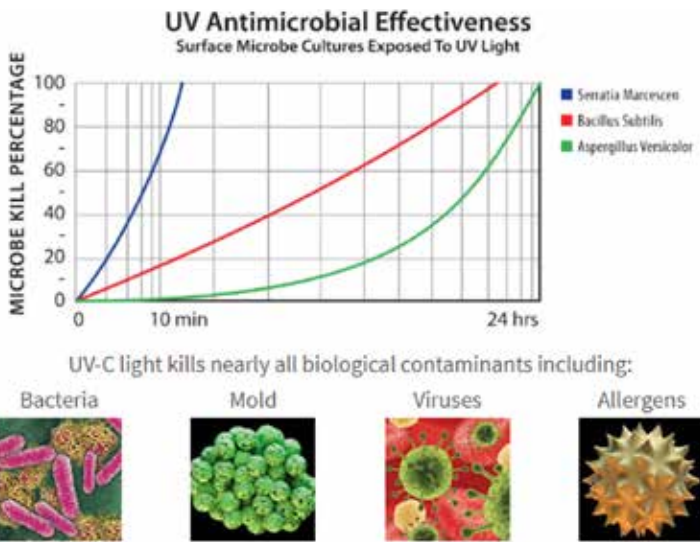 UV Antimicrobial Effectiveness
Surface Microbe Cultures Exposed To UV Light
MICROBE KILL PERCENTAGE
100
-
80
-
60
-
40
-
20
-
0
0 10 min 24 hrs
Serratia Marcescen
Bacillus Subtilis
Aspergillus Versicolor
UV-C light kills nearly all biological contaminants including:
Bacteria Mold Viruses Allergens